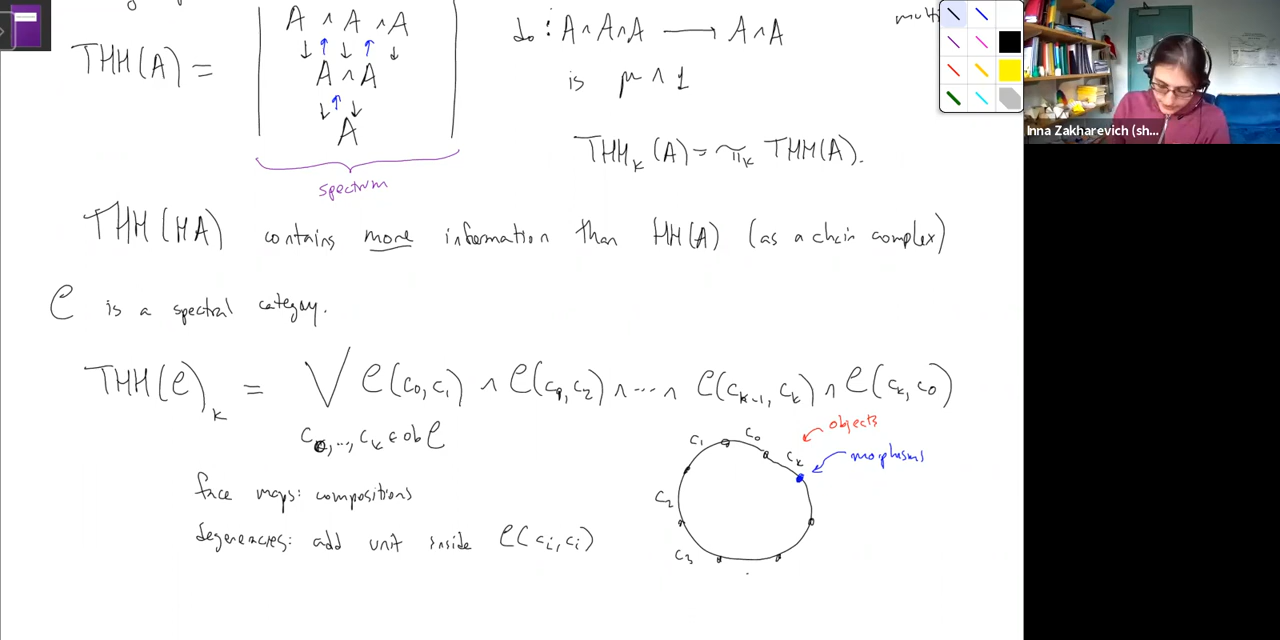 A ∧ A ∧ A
d₀ : A∧A∧A ⟶ A∧A
THH(A) =
A ∧ A
is μ ∧ 1
A
THH_k (A) = π_k THH(A).
spectrum
THH(HA) contains more information than HH(A) (as a chain complex)
C is a spectral category.
THH(C)_k = ⋁ C(c₀,c₁) ∧ C(c₁,c₂) ∧ ⋯ ∧ C(c_{k-1}, c_k) ∧ C(c_k, c₀)
c₀, ..., c_k ∈ ob C
objects
c₀
c₁
c_k
morphisms
face maps: compositions
c₂
degenercies: add unit inside C(c_i, c_i)
c₃
Inna Zakharevich (sh...